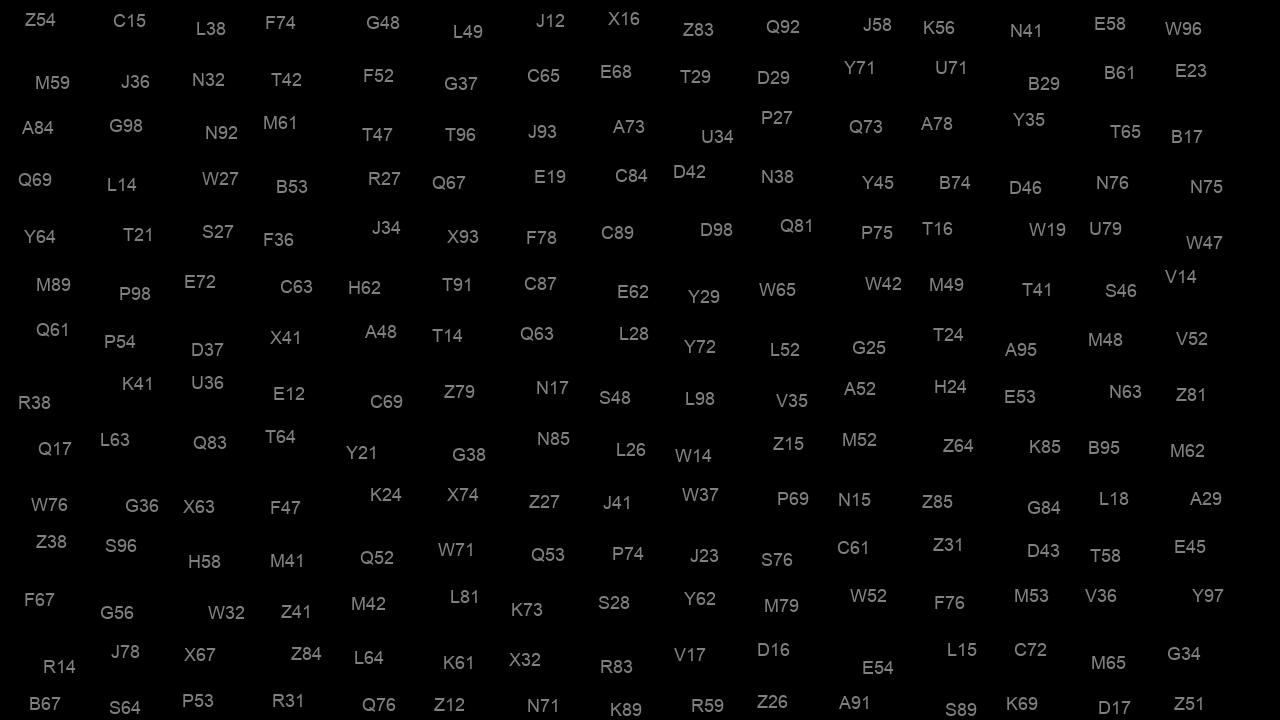 Z54 C15 L38 F74 G48 L49 J12 X16 Z83 Q92 J58 K56 N41 E58 W96
M59 J36 N32 T42 F52 G37 C65 E68 T29 D29 Y71 U71 B29 B61 E23
A84 G98 N92 M61 T47 T96 J93 A73 U34 P27 Q73 A78 Y35 T65 B17
Q69 L14 W27 B53 R27 Q67 E19 C84 D42 N38 Y45 B74 D46 N76 N75
Y64 T21 S27 F36 J34 X93 F78 C89 D98 Q81 P75 T16 W19 U79 W47
M89 P98 E72 C63 H62 T91 C87 E62 Y29 W65 W42 M49 T41 S46 V14
Q61 P54 D37 X41 A48 T14 Q63 L28 Y72 L52 G25 T24 A95 M48 V52
R38 K41 U36 E12 C69 Z79 N17 S48 L98 V35 A52 H24 E53 N63 Z81
Q17 L63 Q83 T64 Y21 G38 N85 L26 W14 Z15 M52 Z64 K85 B95 M62
W76 G36 X63 F47 K24 X74 Z27 J41 W37 P69 N15 Z85 G84 L18 A29
Z38 S96 H58 M41 Q52 W71 Q53 P74 J23 S76 C61 Z31 D43 T58 E45
F67 G56 W32 Z41 M42 L81 K73 S28 Y62 M79 W52 F76 M53 V36 Y97
R14 J78 X67 Z84 L64 K61 X32 R83 V17 D16 E54 L15 C72 M65 G34
B67 S64 P53 R31 Q76 Z12 N71 K89 R59 Z26 A91 S89 K69 D17 Z51